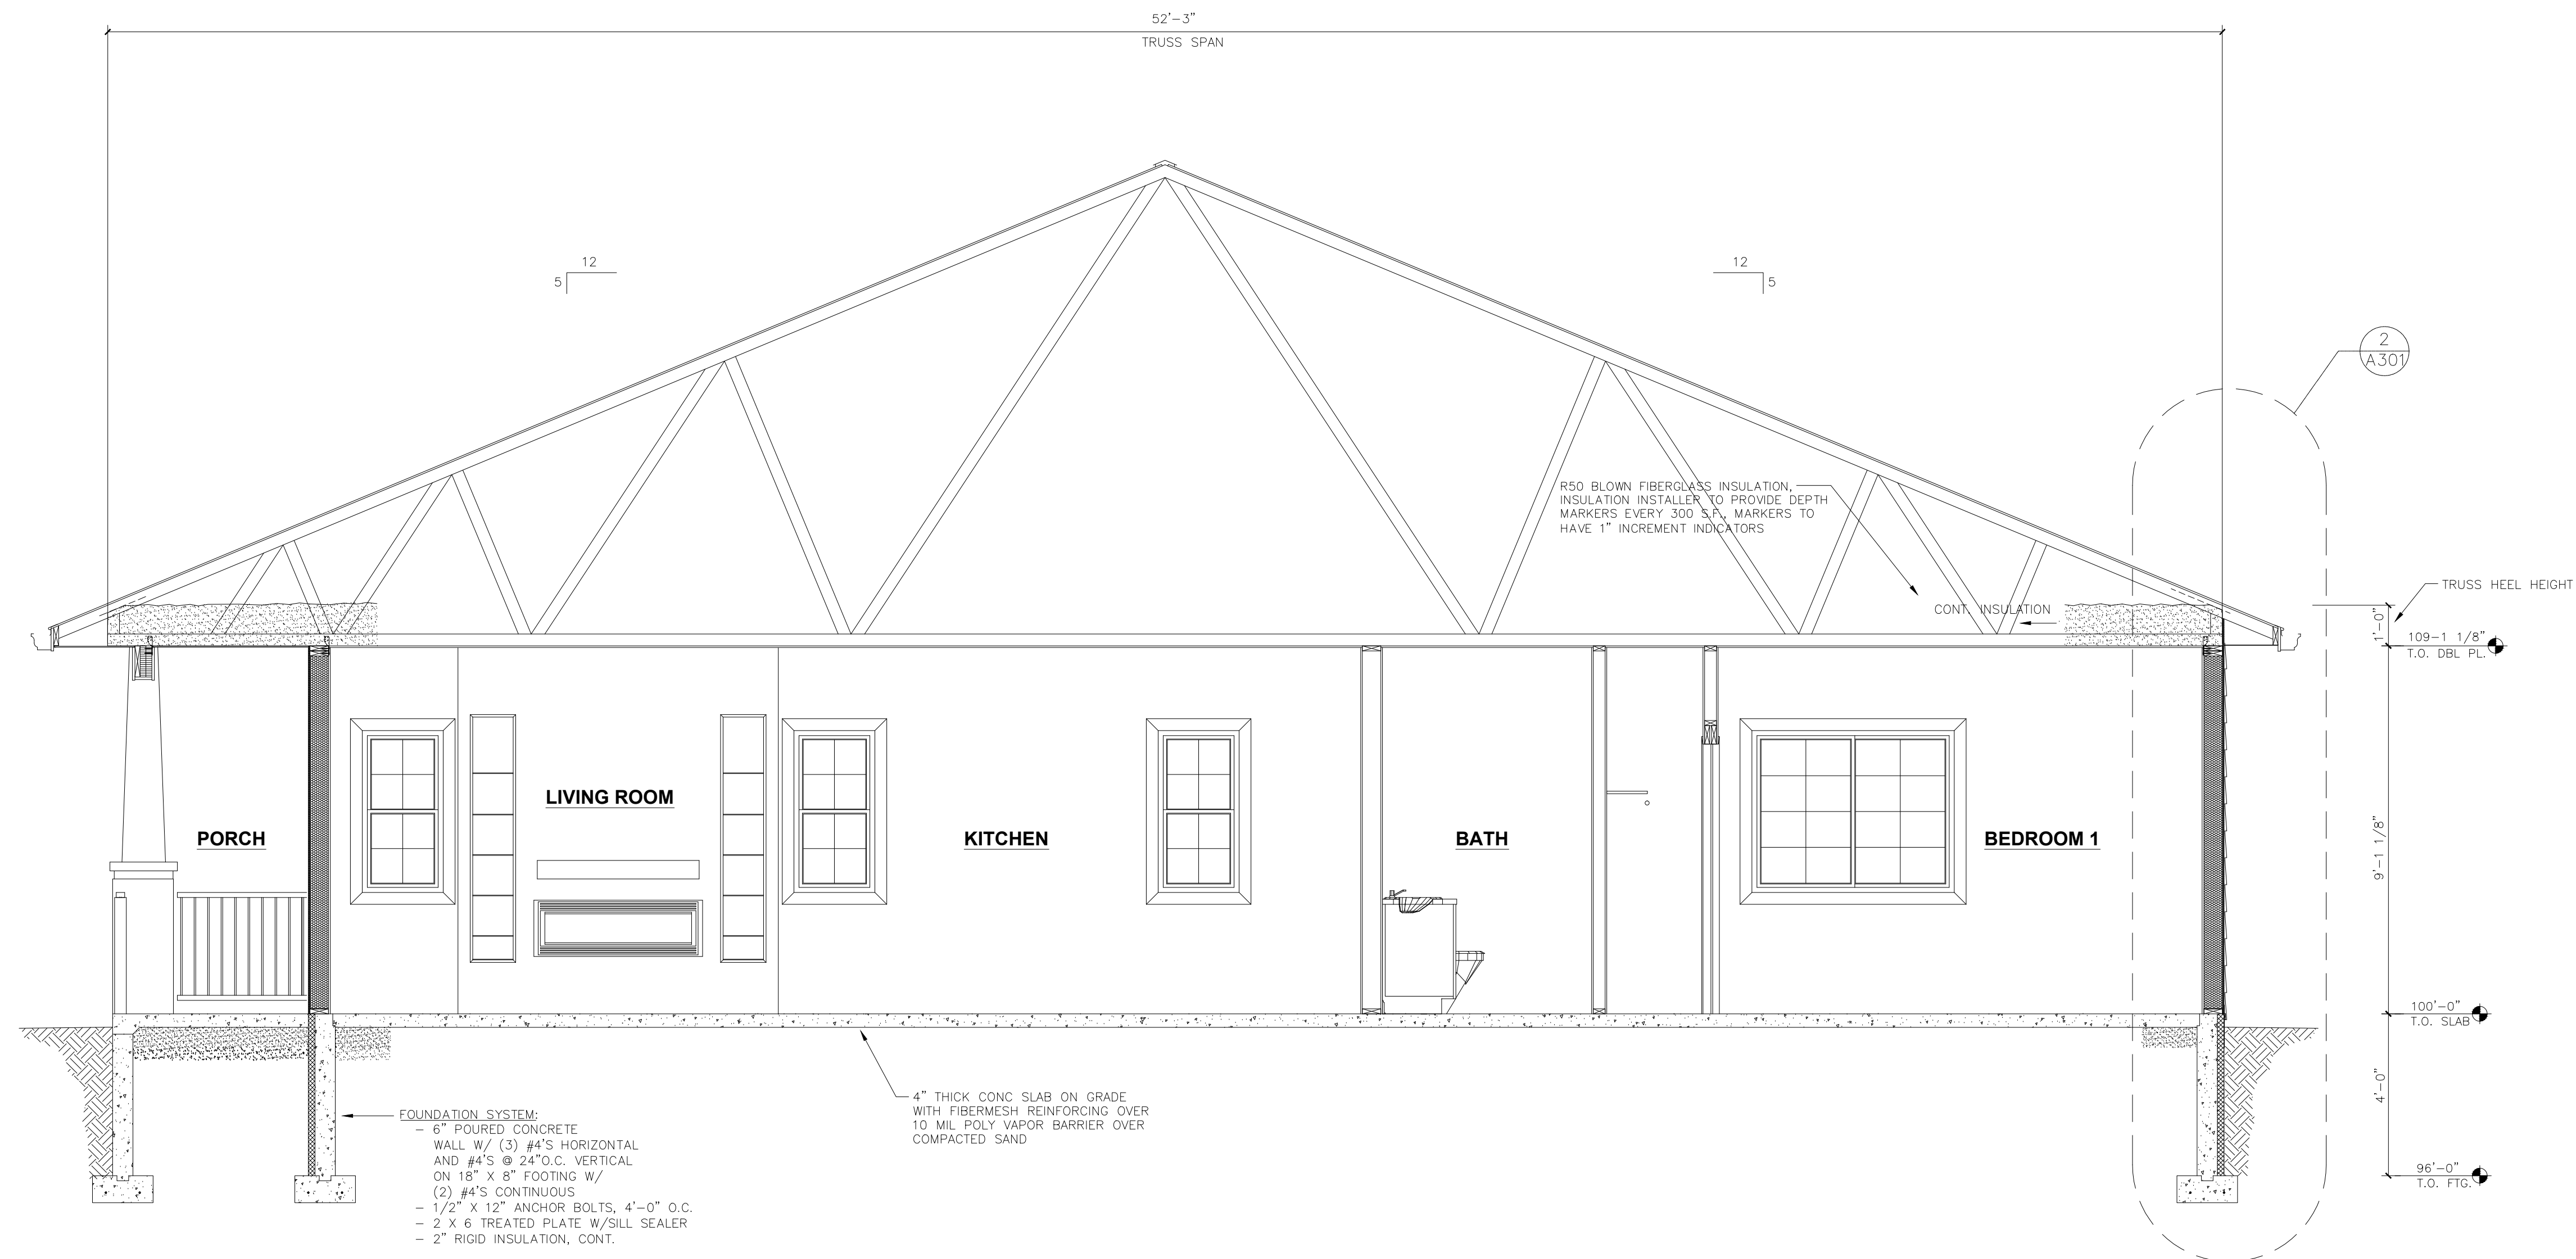 52'-3"
TRUSS SPAN
12
5
12
5
2
A301
R50 BLOWN FIBERGLASS INSULATION,
INSULATION INSTALLER TO PROVIDE DEPTH
MARKERS EVERY 300 S.F., MARKERS TO
HAVE 1" INCREMENT INDICATORS
CONT. INSULATION
TRUSS HEEL HEIGHT
1'-0"
109-1 1/8"
T.O. DBL PL.
LIVING ROOM
PORCH
KITCHEN
BATH
BEDROOM 1
9'-1 1/8"
100'-0"
T.O. SLAB
4'-0"
96'-0"
T.O. FTG.
4" THICK CONC SLAB ON GRADE
WITH FIBERMESH REINFORCING OVER
10 MIL POLY VAPOR BARRIER OVER
COMPACTED SAND
FOUNDATION SYSTEM:
- 6" POURED CONCRETE
WALL W/ (3) #4'S HORIZONTAL
AND #4'S @ 24"O.C. VERTICAL
ON 18" X 8" FOOTING W/
(2) #4'S CONTINUOUS
- 1/2" X 12" ANCHOR BOLTS, 4'-0" O.C.
- 2 X 6 TREATED PLATE W/SILL SEALER
- 2" RIGID INSULATION, CONT.